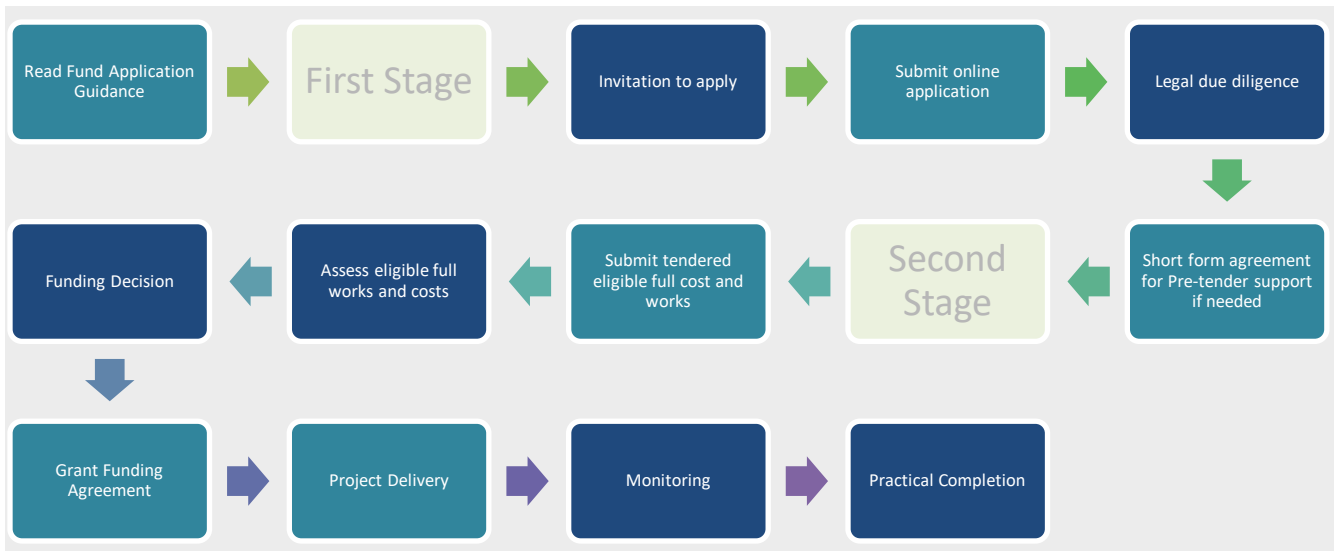 Read Fund Application
Guidance
First Stage
Invitation to apply
Submit online
application
Legal due diligence
Short form agreement
for Pre-tender support
if needed
Second
Stage
Submit tendered
eligible full cost and
works
Assess eligible full
works and costs
Funding Decision
Grant Funding
Agreement
Project Delivery
Monitoring
Practical Completion